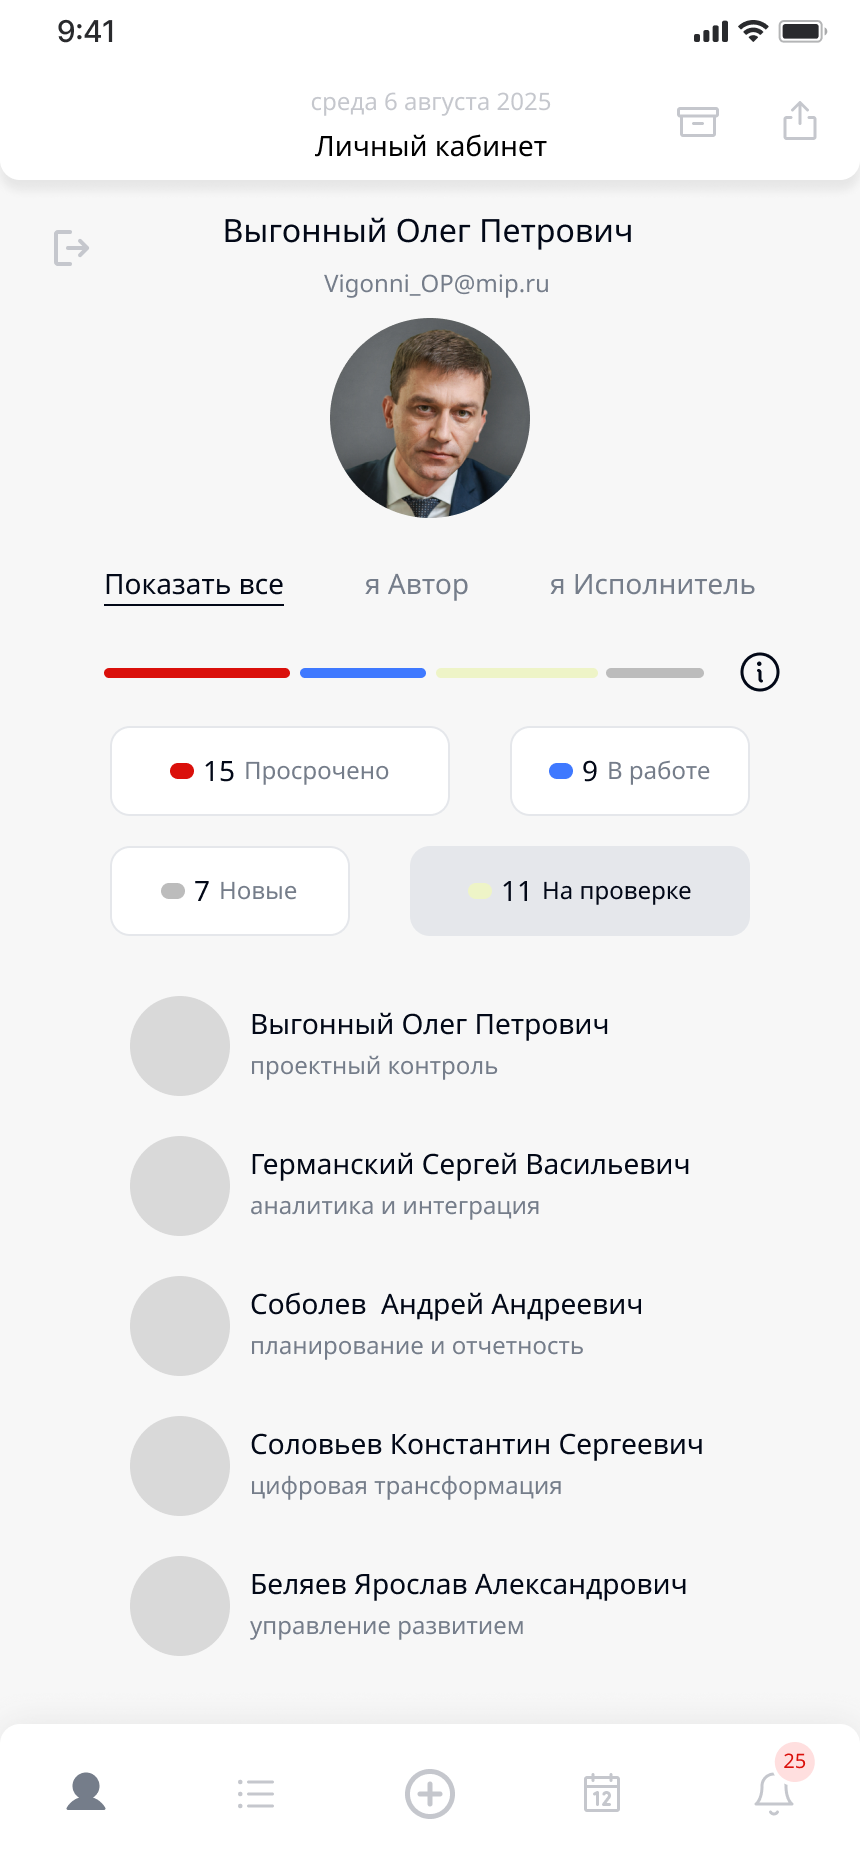 9:41
среда 6 августа 2025
Личный кабинет
Выгонный Олег Петрович
Vigonni_OP@mip.ru
Показать все я Автор я Исполнитель
15 Просрочено 9 В работе
7 Новые 11 На проверке
Выгонный Олег Петрович
проектный контроль
Германский Сергей Васильевич
аналитика и интеграция
Соболев  Андрей Андреевич
планирование и отчетность
Соловьев Константин Сергеевич
цифровая трансформация
Беляев Ярослав Александрович
управление развитием
12 25